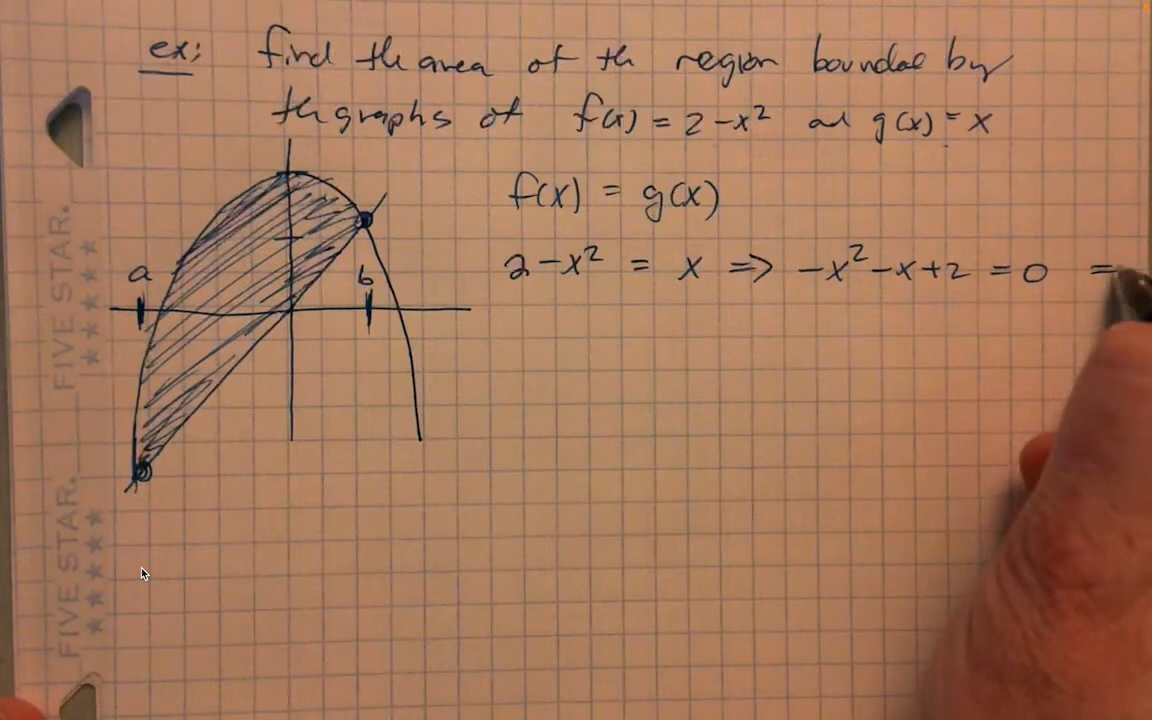 ex: find the area of the region bounded by
the graphs of f(x) = 2 - x² and g(x) = x
f(x) = g(x)
2 - x² = x ⇒ -x² - x + 2 = 0 =
a
b
FIVE STAR.
FIVE STAR.